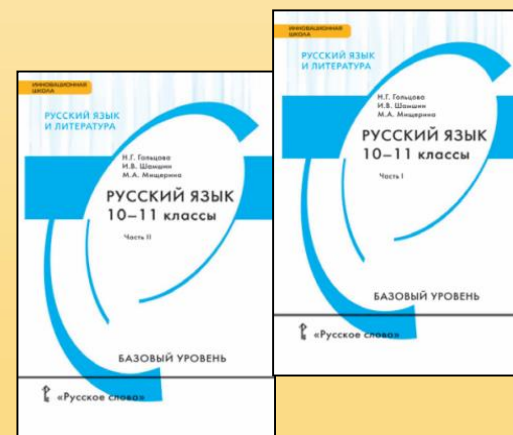 ИННОВАЦИОННАЯ
ШКОЛА
РУССКИЙ ЯЗЫК
И ЛИТЕРАТУРА
Н.Г. Гольцова
И.В. Шамшин
М.А. Мищерина
РУССКИЙ ЯЗЫК
10–11 классы
Часть II
БАЗОВЫЙ УРОВЕНЬ
«Русское слово»
ИННОВАЦИОННАЯ
ШКОЛА
РУССКИЙ ЯЗЫК
И ЛИТЕРАТУРА
Н.Г. Гольцова
И.В. Шамшин
М.А. Мищерина
РУССКИЙ ЯЗЫК
10–11 классы
Часть I
БАЗОВЫЙ УРОВЕНЬ
«Русское слово»